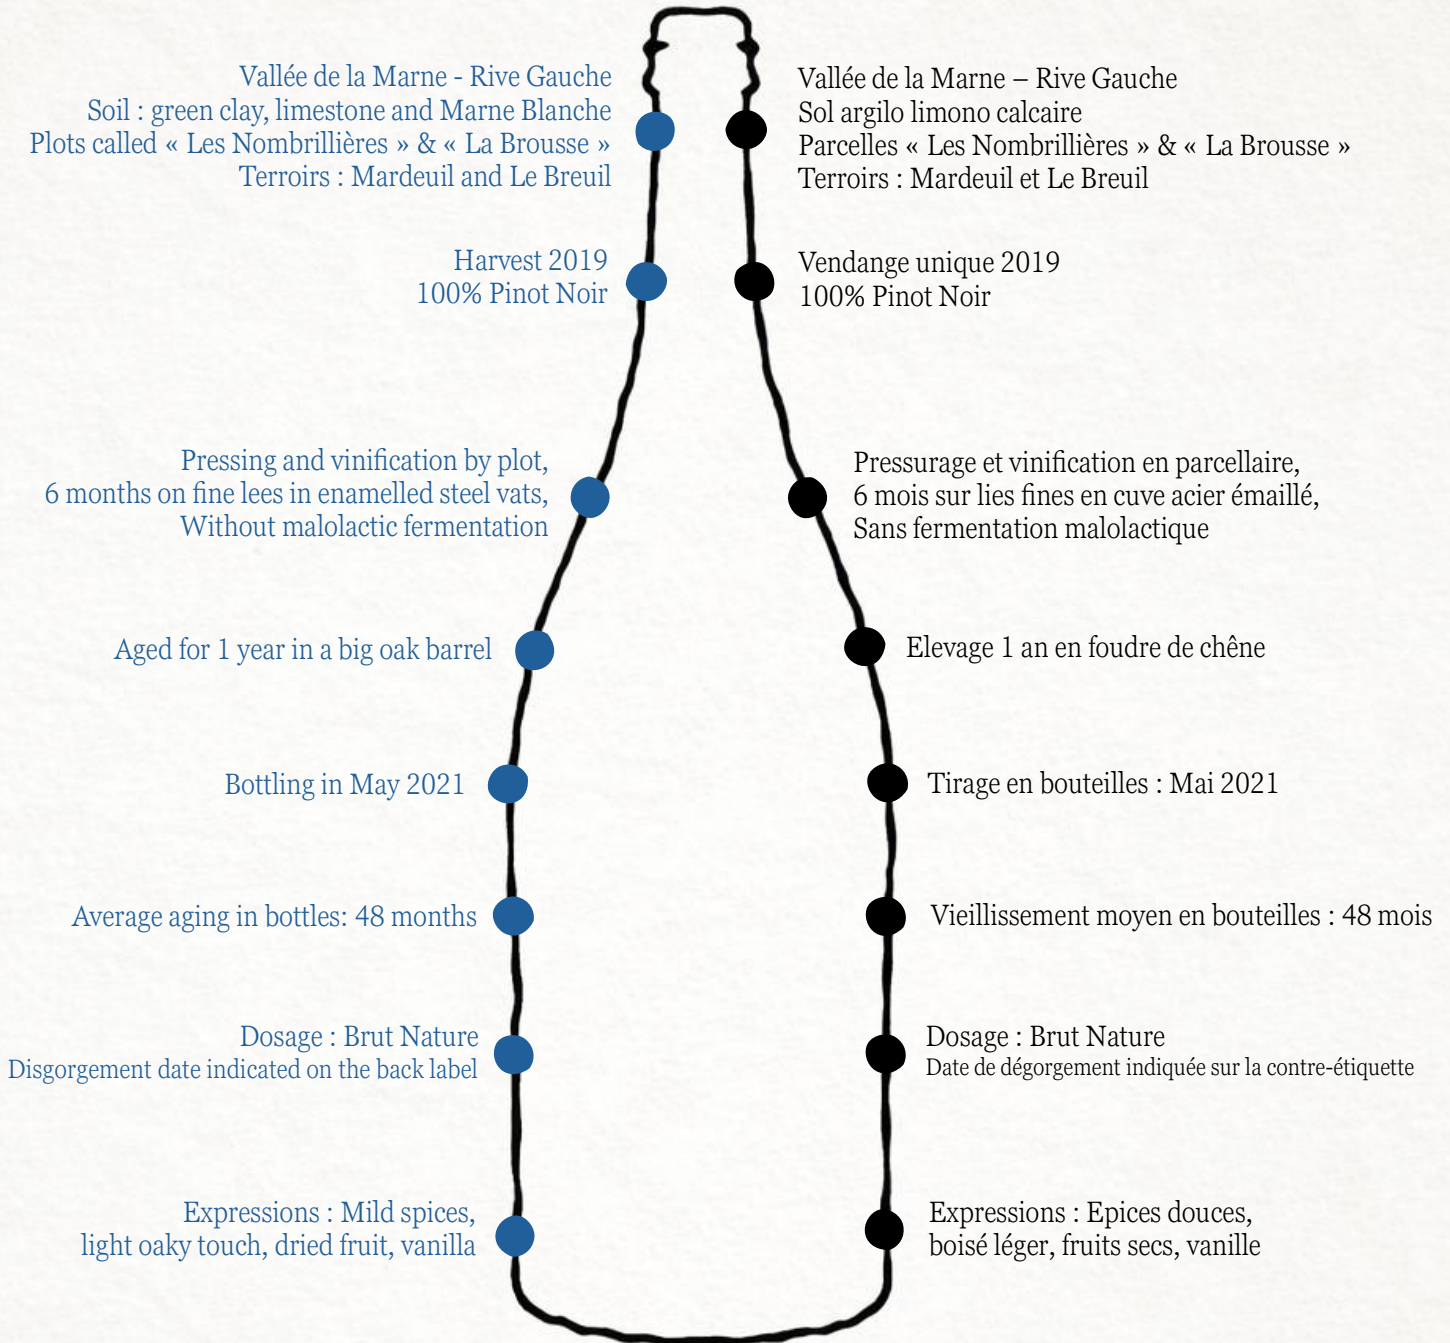 Vallée de la Marne - Rive Gauche
Soil : green clay, limestone and Marne Blanche
Plots called « Les Nombrillières » & « La Brousse »
Terroirs : Mardeuil and Le Breuil
Harvest 2019
100% Pinot Noir
Pressing and vinification by plot,
6 months on fine lees in enamelled steel vats,
Without malolactic fermentation
Aged for 1 year in a big oak barrel
Bottling in May 2021
Average aging in bottles: 48 months
Dosage : Brut Nature
Disgorgement date indicated on the back label
Expressions : Mild spices,
light oaky touch, dried fruit, vanilla
Vallée de la Marne – Rive Gauche
Sol argilo limono calcaire
Parcelles « Les Nombrillières » & « La Brousse »
Terroirs : Mardeuil et Le Breuil
Vendange unique 2019
100% Pinot Noir
Pressurage et vinification en parcellaire,
6 mois sur lies fines en cuve acier émaillé,
Sans fermentation malolactique
Elevage 1 an en foudre de chêne
Tirage en bouteilles : Mai 2021
Vieillissement moyen en bouteilles : 48 mois
Dosage : Brut Nature
Date de dégorgement indiquée sur la contre-étiquette
Expressions : Epices douces,
boisé léger, fruits secs, vanille